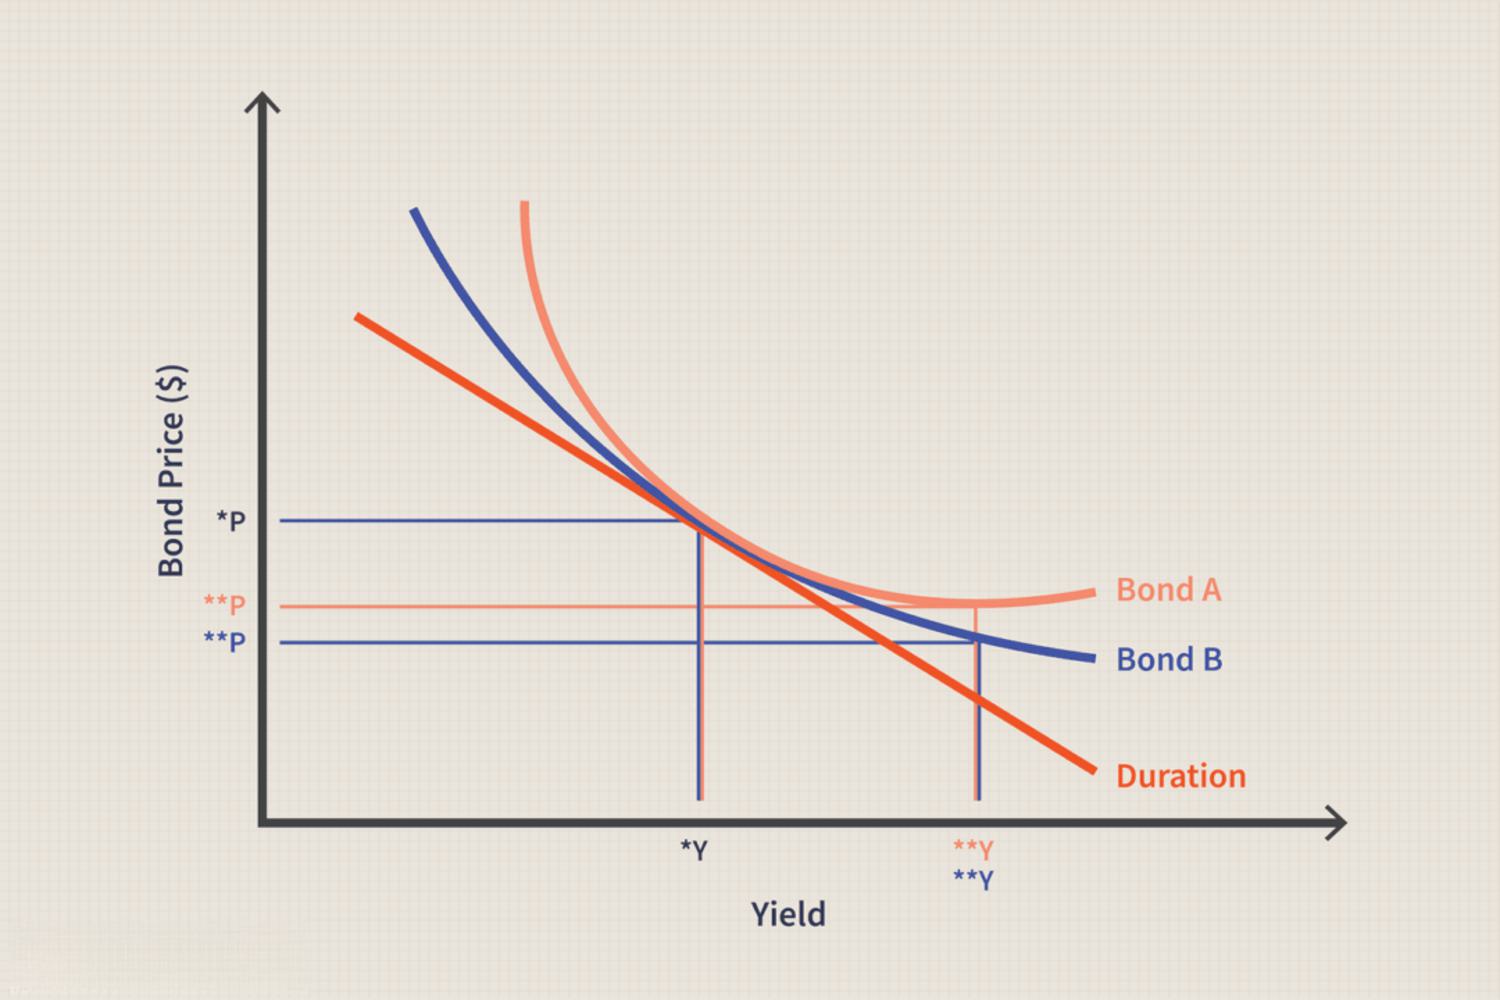 Bond Price ($)
*P
**P
**P
Bond A
Bond B
Duration
*Y
**Y
**Y
Yield